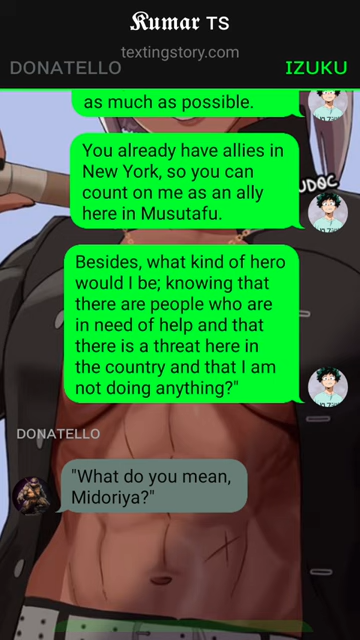 Kumar TS
textingstory.com
DONATELLO
IZUKU
as much as possible.
You already have allies in
New York, so you can
count on me as an ally
here in Musutafu.
Besides, what kind of hero
would I be; knowing that
there are people who are
in need of help and that
there is a threat here in
the country and that I am
not doing anything?"
DONATELLO
"What do you mean,
Midoriya?"